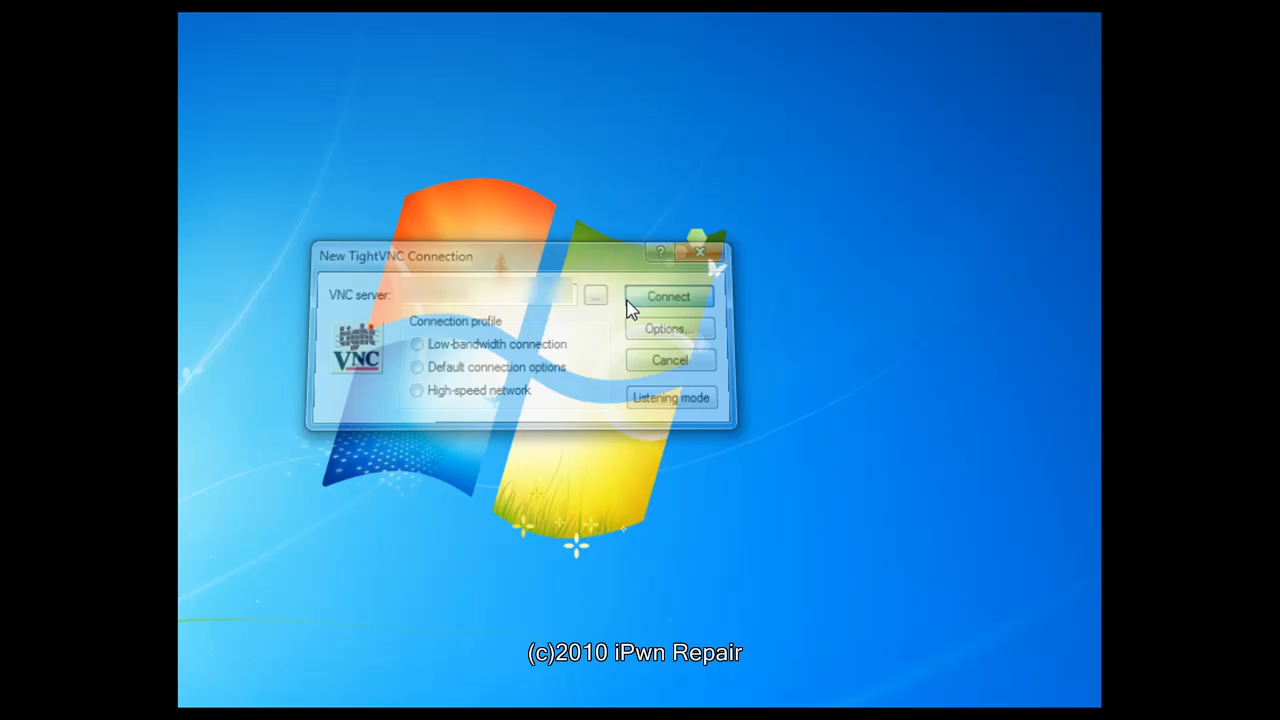 New TightVNC Connection
?
VNC server:
...
Connect
Connection profile
Options...
tight
VNC
Low-bandwidth connection
Default connection options
Cancel
High-speed network
Listening mode
(c)2010 iPwn Repair